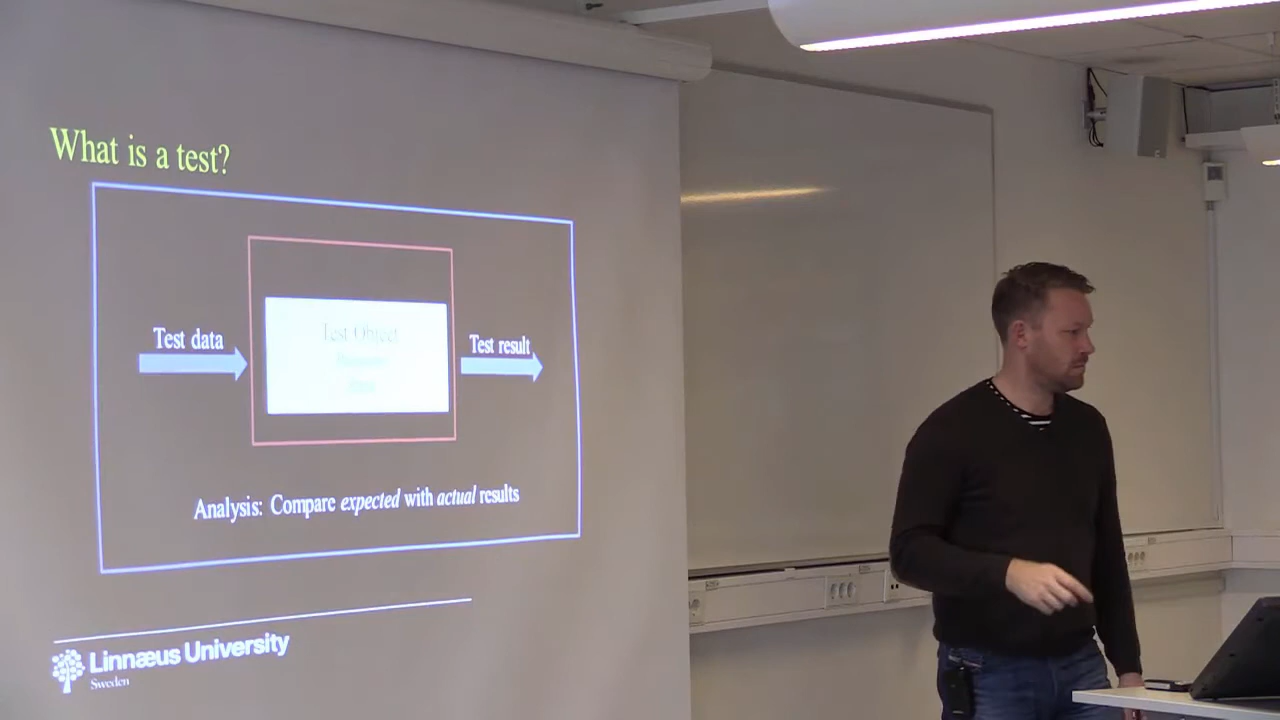 What is a test?
Test data
Test Object
Test result
Analysis: Compare expected with actual results
Linnæus University
Sweden